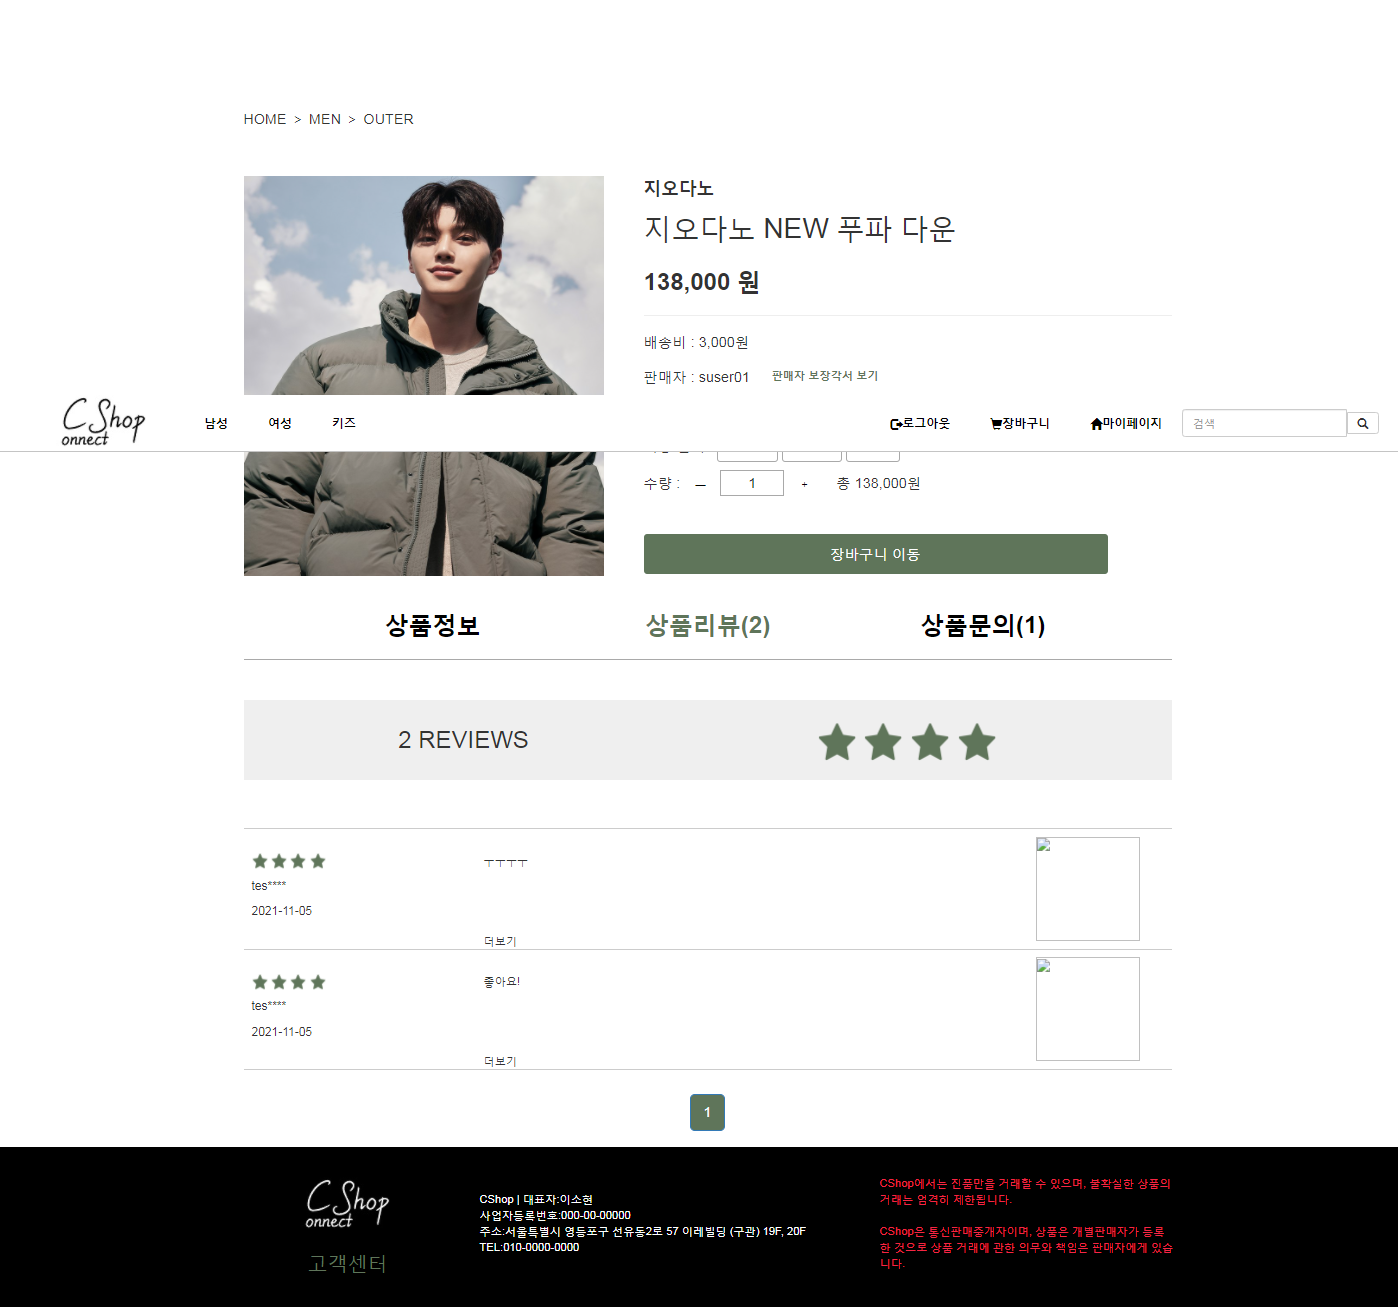 HOME > MEN > OUTER
지오다노
지오다노 NEW 푸파 다운
138,000 원
배송비 : 3,000원
판매자 : suser01 판매자 보장각서 보기
C Shop
onnect
남성 여성 키즈 로그아웃 장바구니 마이페이지 검색
수량 : ㅡ 1 + 총 138,000원
장바구니 이동
상품정보 상품리뷰(2) 상품문의(1)
2 REVIEWS
ㅜㅜㅜㅜ
tes****
2021-11-05
더보기
좋아요!
tes****
2021-11-05
더보기
1
C Shop
onnect
고객센터
CShop | 대표자:이소현
사업자등록번호:000-00-00000
주소:서울특별시 영등포구 선유동2로 57 이레빌딩 (구관) 19F, 20F
TEL:010-0000-0000
CShop에서는 진품만을 거래할 수 있으며, 불확실한 상품의
거래는 엄격히 제한됩니다.
CShop은 통신판매중개자이며, 상품은 개별판매자가 등록
한 것으로 상품 거래에 관한 의무와 책임은 판매자에게 있습
니다.